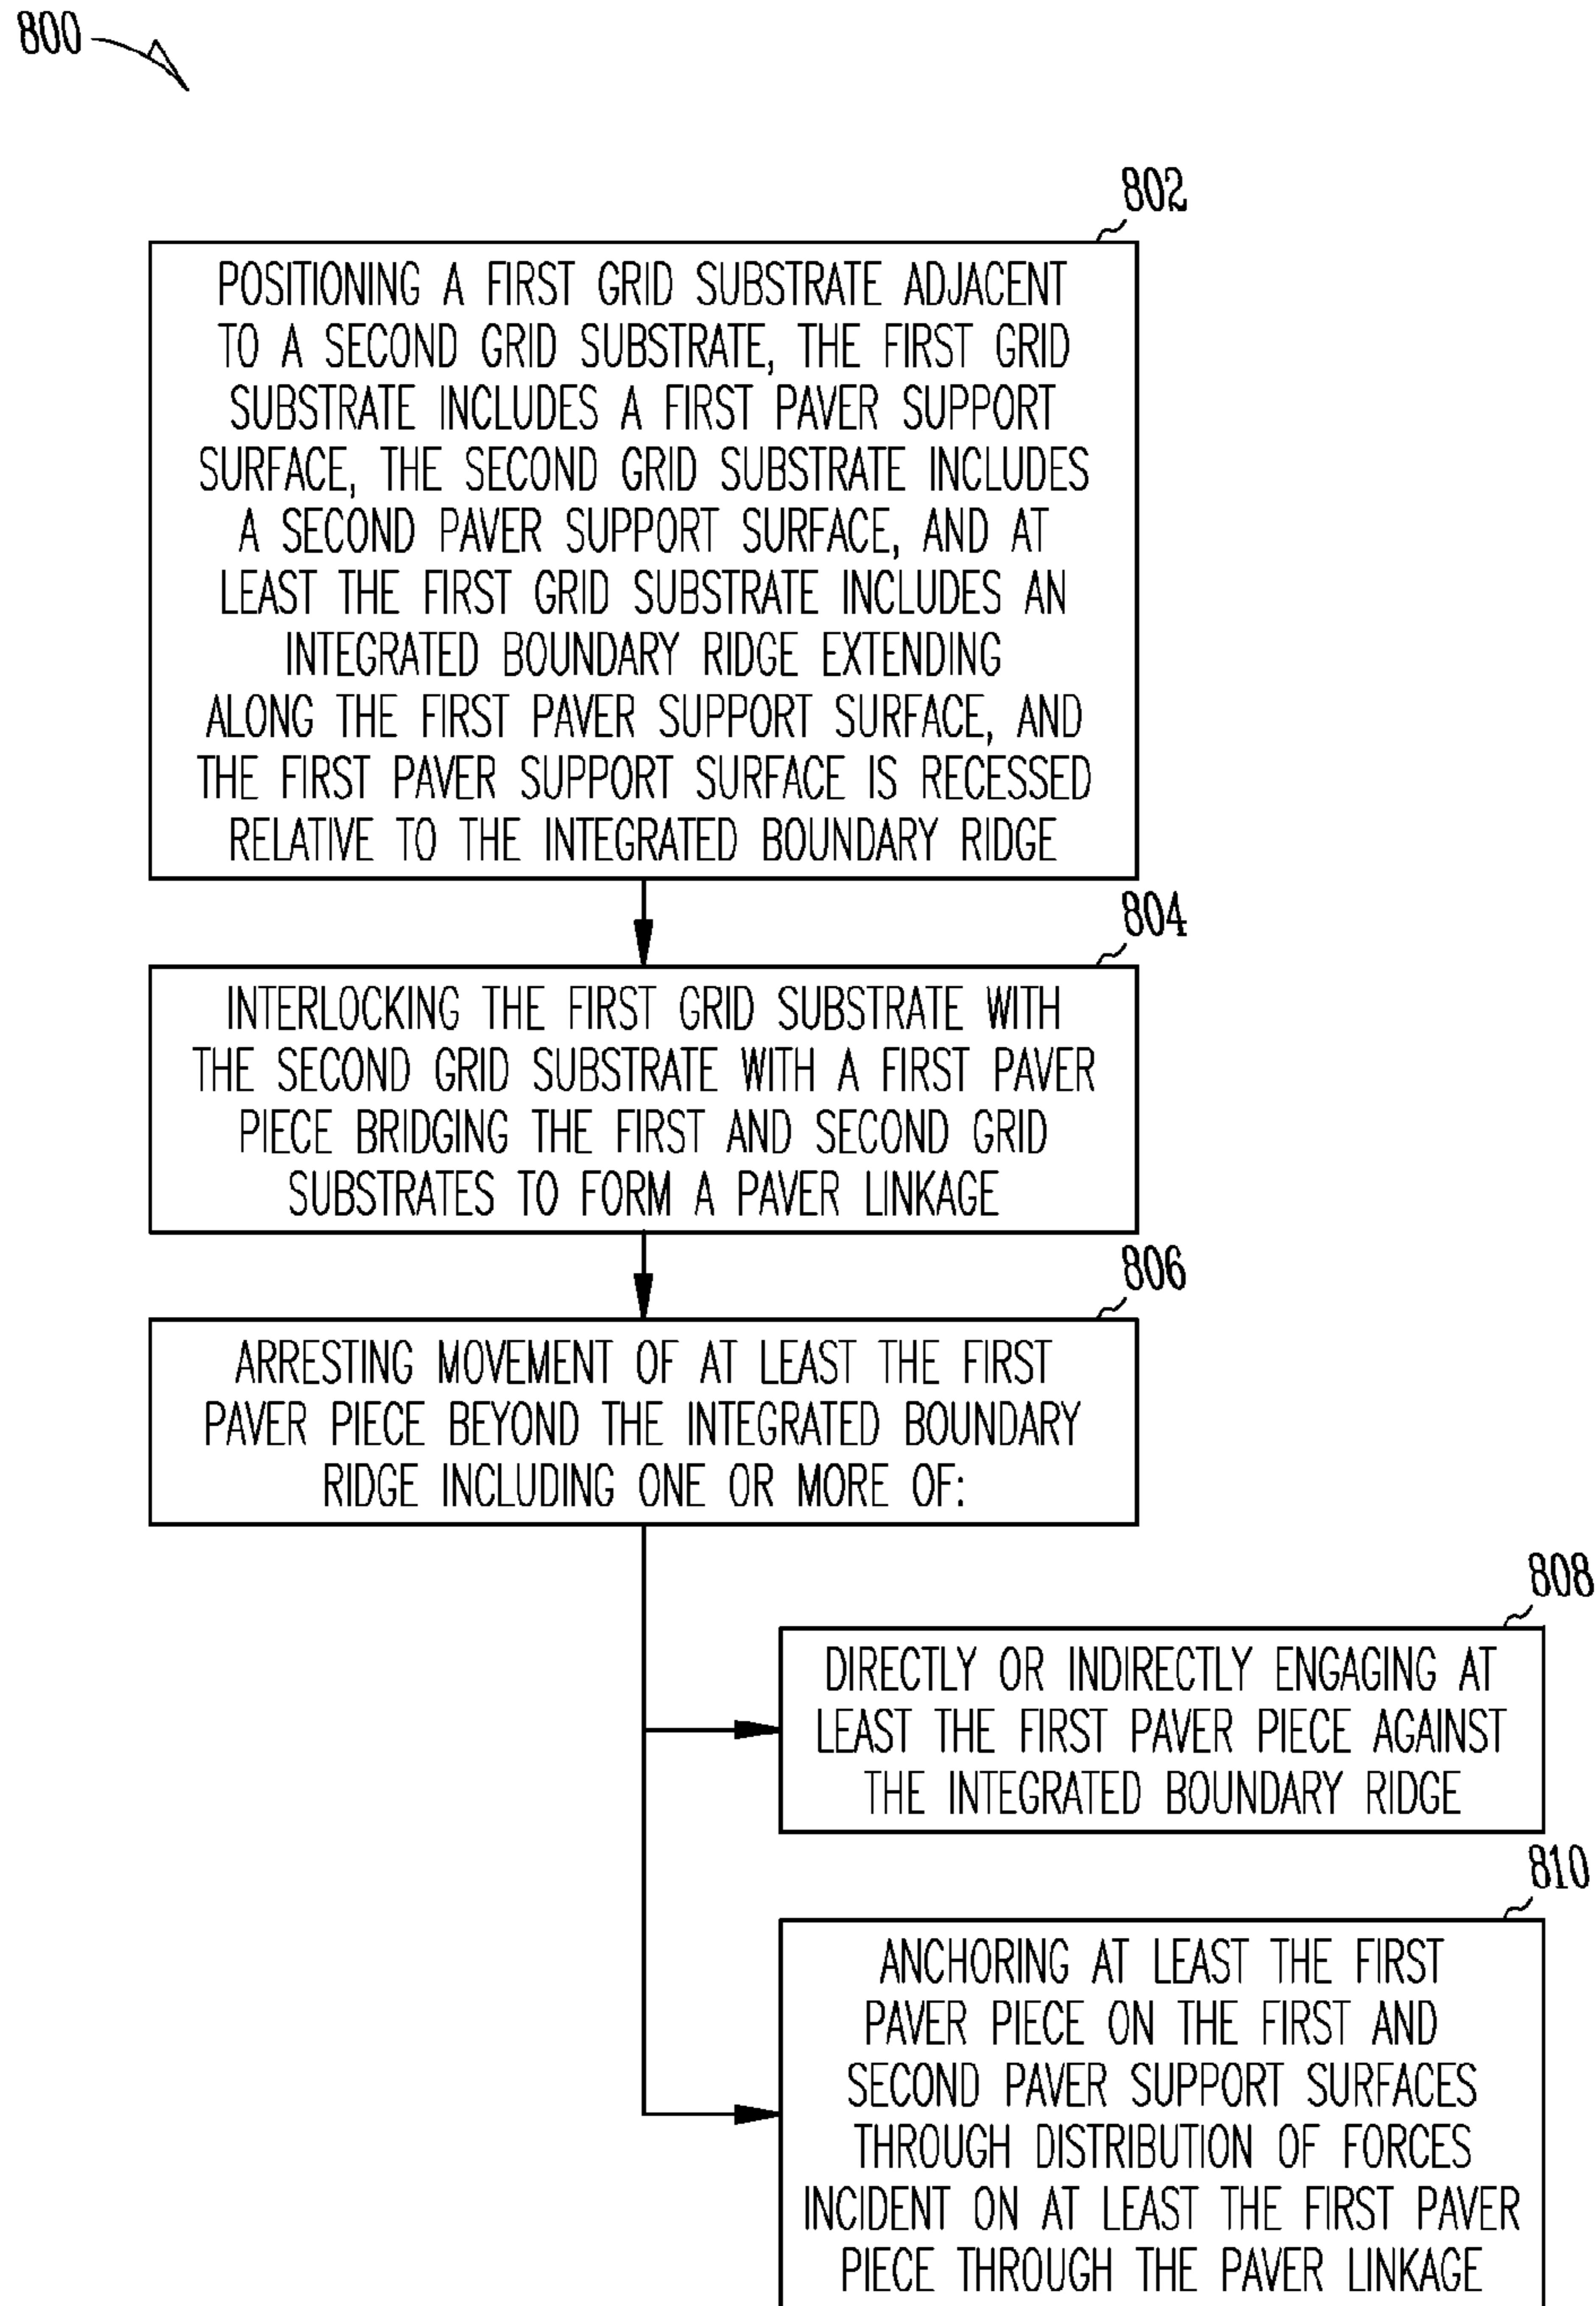 800
802
POSITIONING A FIRST GRID SUBSTRATE ADJACENT
TO A SECOND GRID SUBSTRATE, THE FIRST GRID
SUBSTRATE INCLUDES A FIRST PAVER SUPPORT
SURFACE, THE SECOND GRID SUBSTRATE INCLUDES
A SECOND PAVER SUPPORT SURFACE, AND AT
LEAST THE FIRST GRID SUBSTRATE INCLUDES AN
INTEGRATED BOUNDARY RIDGE EXTENDING
ALONG THE FIRST PAVER SUPPORT SURFACE, AND
THE FIRST PAVER SUPPORT SURFACE IS RECESSED
RELATIVE TO THE INTEGRATED BOUNDARY RIDGE
804
INTERLOCKING THE FIRST GRID SUBSTRATE WITH
THE SECOND GRID SUBSTRATE WITH A FIRST PAVER
PIECE BRIDGING THE FIRST AND SECOND GRID
SUBSTRATES TO FORM A PAVER LINKAGE
806
ARRESTING MOVEMENT OF AT LEAST THE FIRST
PAVER PIECE BEYOND THE INTEGRATED BOUNDARY
RIDGE INCLUDING ONE OR MORE OF:
808
DIRECTLY OR INDIRECTLY ENGAGING AT
LEAST THE FIRST PAVER PIECE AGAINST
THE INTEGRATED BOUNDARY RIDGE
810
ANCHORING AT LEAST THE FIRST
PAVER PIECE ON THE FIRST AND
SECOND PAVER SUPPORT SURFACES
THROUGH DISTRIBUTION OF FORCES
INCIDENT ON AT LEAST THE FIRST PAVER
PIECE THROUGH THE PAVER LINKAGE